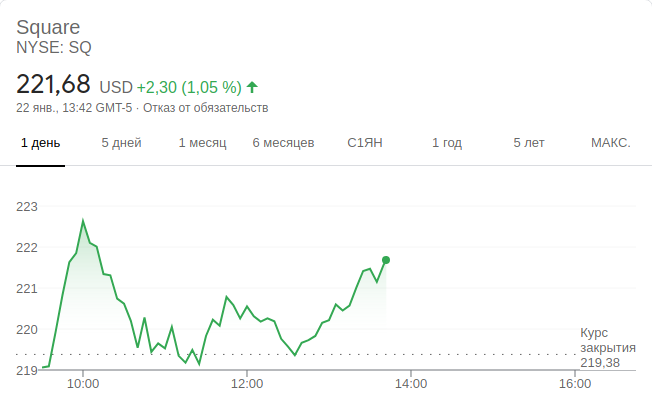 Square
NYSE: SQ
221,68 USD +2,30 (1,05 %)
22 янв., 13:42 GMT-5 · Отказ от обязательств
1 день 5 дней 1 месяц 6 месяцев С1ЯН 1 год 5 лет МАКС.
223
222
221
220
219
Курс
закрытия
219,38
10:00 12:00 14:00 16:00